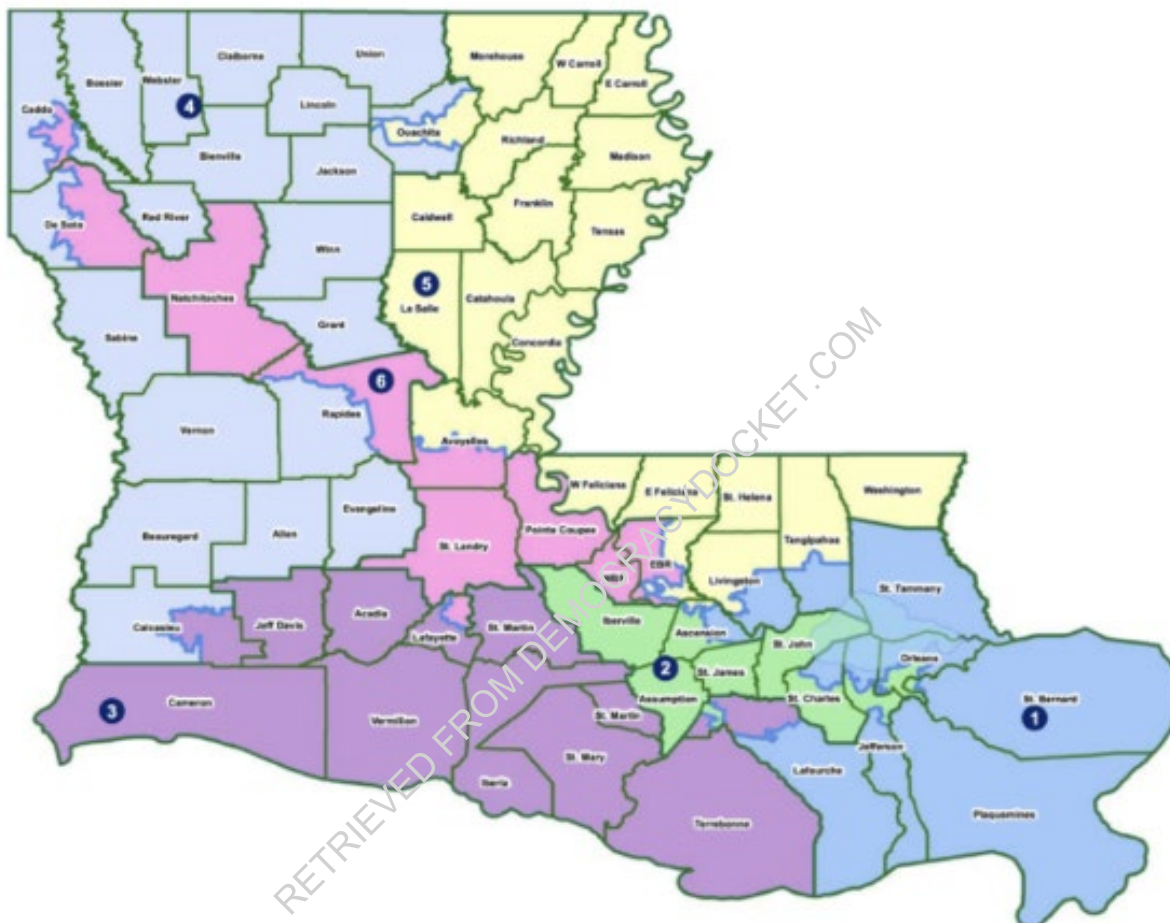 Claiborne
Union
Morehouse
W Carroll
E Carroll
Bossier
Webster
4
Lincoln
Caddo
Ouachita
Richland
Madison
Bienville
Jackson
Franklin
Caldwell
Tensas
Red River
De Soto
Winn
5
La Salle
Catahoula
Natchitoches
Grant
Sabine
Concordia
6
Rapides
Vernon
Avoyelles
W Feliciana
E Feliciana
St. Helena
Washington
Evangeline
Pointe Coupee
Beauregard
Allen
Tangipahoa
St. Landry
EBR
WBR
Livingston
St. Tammany
Calcasieu
Jeff Davis
Acadia
Lafayette
St. Martin
Iberville
Ascension
St. John
Orleans
2
St. James
Assumption
St. Charles
St. Bernard
3
Cameron
Vermilion
St. Martin
1
Jefferson
St. Mary
Lafourche
Iberia
Plaquemines
Terrebonne
RETRIEVED FROM DEMOCRACYDOCKET.COM